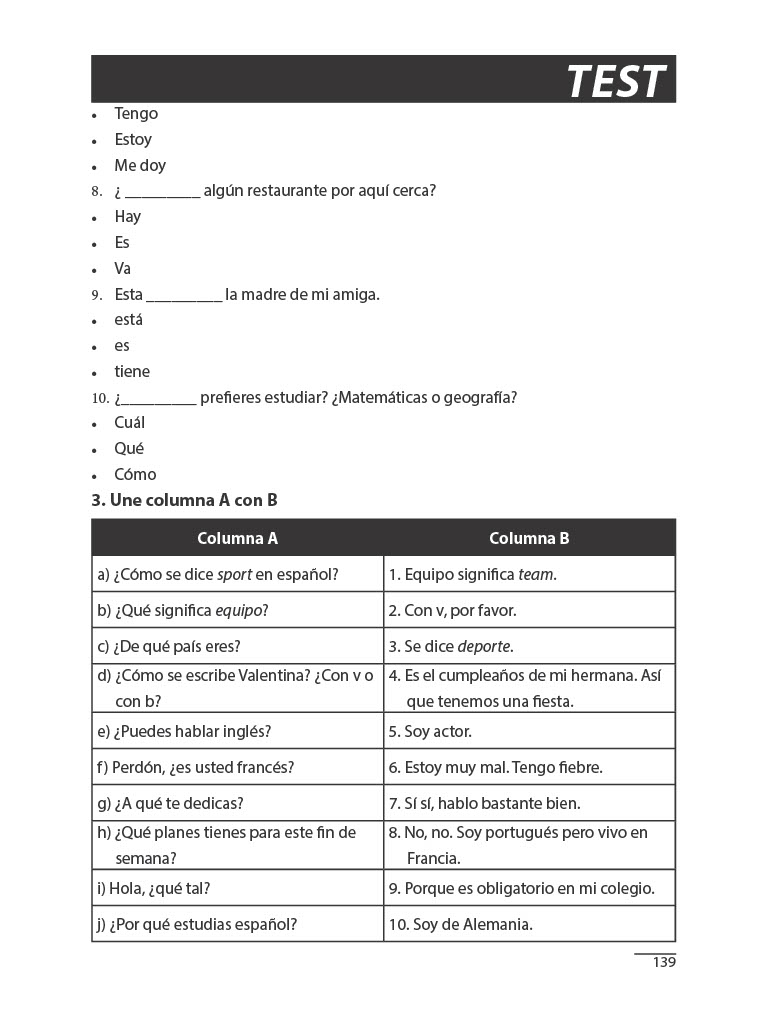 TEST
• Tengo
• Estoy
• Me doy
8. ¿ _________ algún restaurante por aquí cerca?
• Hay
• Es
• Va
9. Esta _________ la madre de mi amiga.
• está
• es
• tiene
10. ¿_________ prefieres estudiar? ¿Matemáticas o geografía?
• Cuál
• Qué
• Cómo
3. Une columna A con B
Columna A Columna B
a) ¿Cómo se dice sport en español? 1. Equipo significa team.
b) ¿Qué significa equipo? 2. Con v, por favor.
c) ¿De qué país eres? 3. Se dice deporte.
d) ¿Cómo se escribe Valentina? ¿Con v o 4. Es el cumpleaños de mi hermana. Así
con b? que tenemos una fiesta.
e) ¿Puedes hablar inglés? 5. Soy actor.
f) Perdón, ¿es usted francés? 6. Estoy muy mal. Tengo fiebre.
g) ¿A qué te dedicas? 7. Sí sí, hablo bastante bien.
h) ¿Qué planes tienes para este fin de 8. No, no. Soy portugués pero vivo en
semana? Francia.
i) Hola, ¿qué tal? 9. Porque es obligatorio en mi colegio.
j) ¿Por qué estudias español? 10. Soy de Alemania.
139